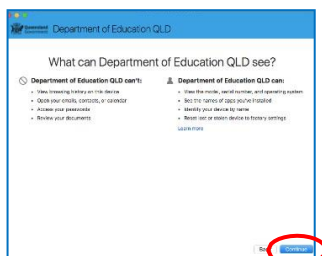 Queensland Government
Department of Education QLD
What can Department of Education QLD see?
Department of Education QLD can't:
• View browsing history on this device
• Open your emails, contacts, or calendar
• Access your passwords
• Review your documents
Department of Education QLD can:
• View the model, serial number, and operating system
• See the names of apps you've installed
• Identify your device by name
• Reset lost or stolen device to factory settings
Learn more
Continue